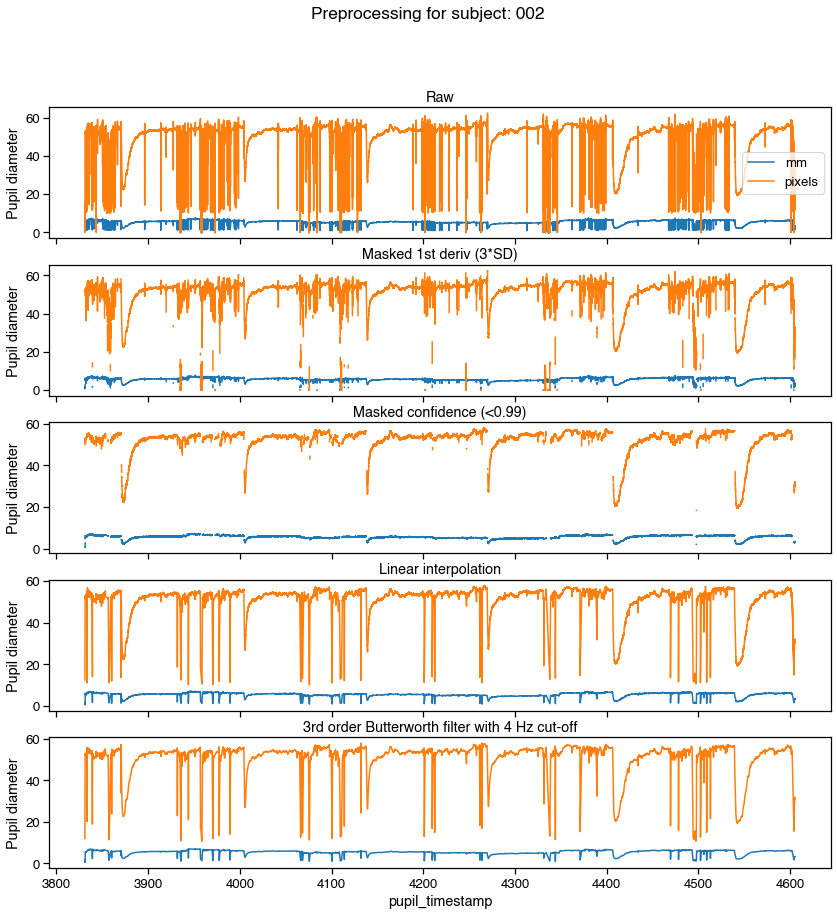 Preprocessing for subject: 002
Raw
60
40
20
0
Pupil diameter
mm
pixels
Masked 1st deriv (3*SD)
60
40
20
0
Pupil diameter
Masked confidence (<0.99)
60
40
20
0
Pupil diameter
Linear interpolation
60
40
20
0
Pupil diameter
3rd order Butterworth filter with 4 Hz cut-off
60
40
20
0
Pupil diameter
3800 3900 4000 4100 4200 4300 4400 4500 4600
pupil_timestamp